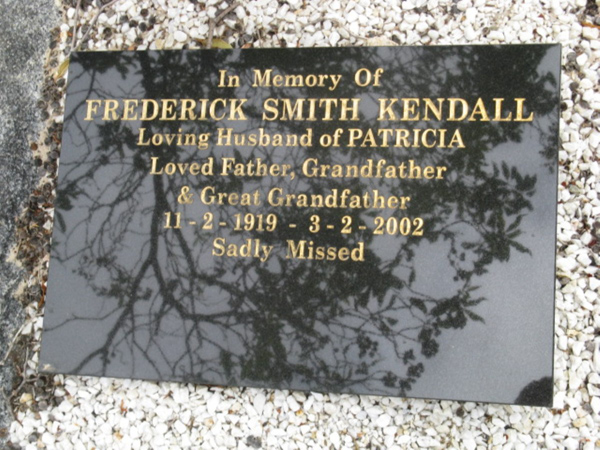 In Memory Of
FREDERICK SMITH KENDALL
Loving Husband of PATRICIA
Loved Father, Grandfather
& Great Grandfather
11 - 2 - 1919 - 3 - 2 - 2002
Sadly Missed